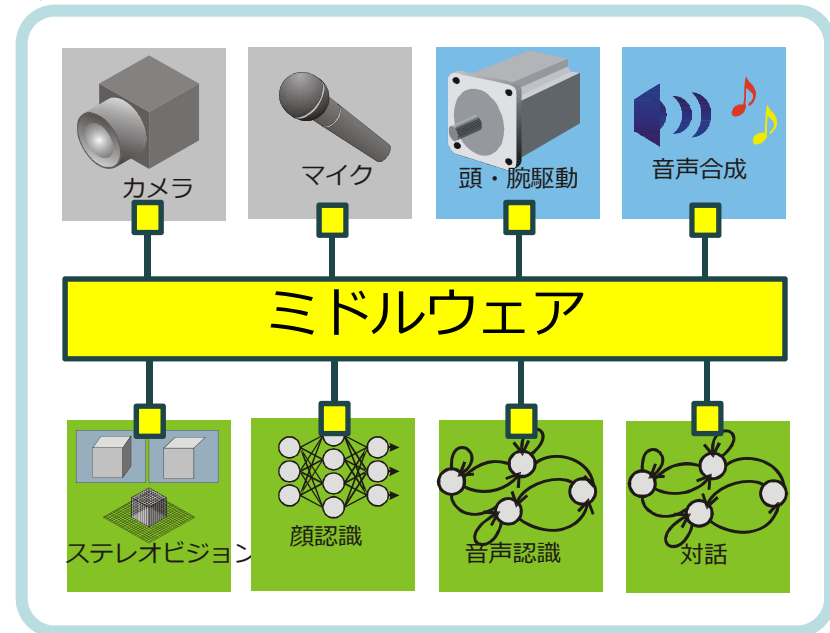 カメラ
マイク
頭・腕駆動
音声合成
ミドルウェア
ステレオビジョン
顔認識
音声認識
対話